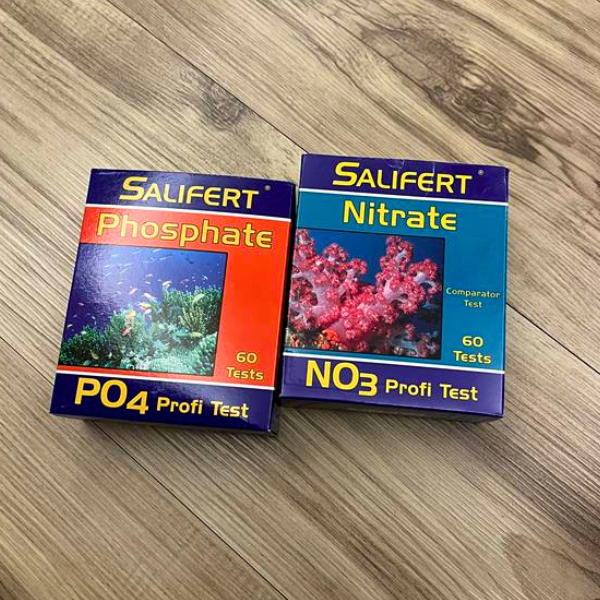 SALIFERT®
Phosphate
60
Tests
PO4 Profi Test
SALIFERT®
Nitrate
Comparator
Test
60
Tests
NO3 Profi Test